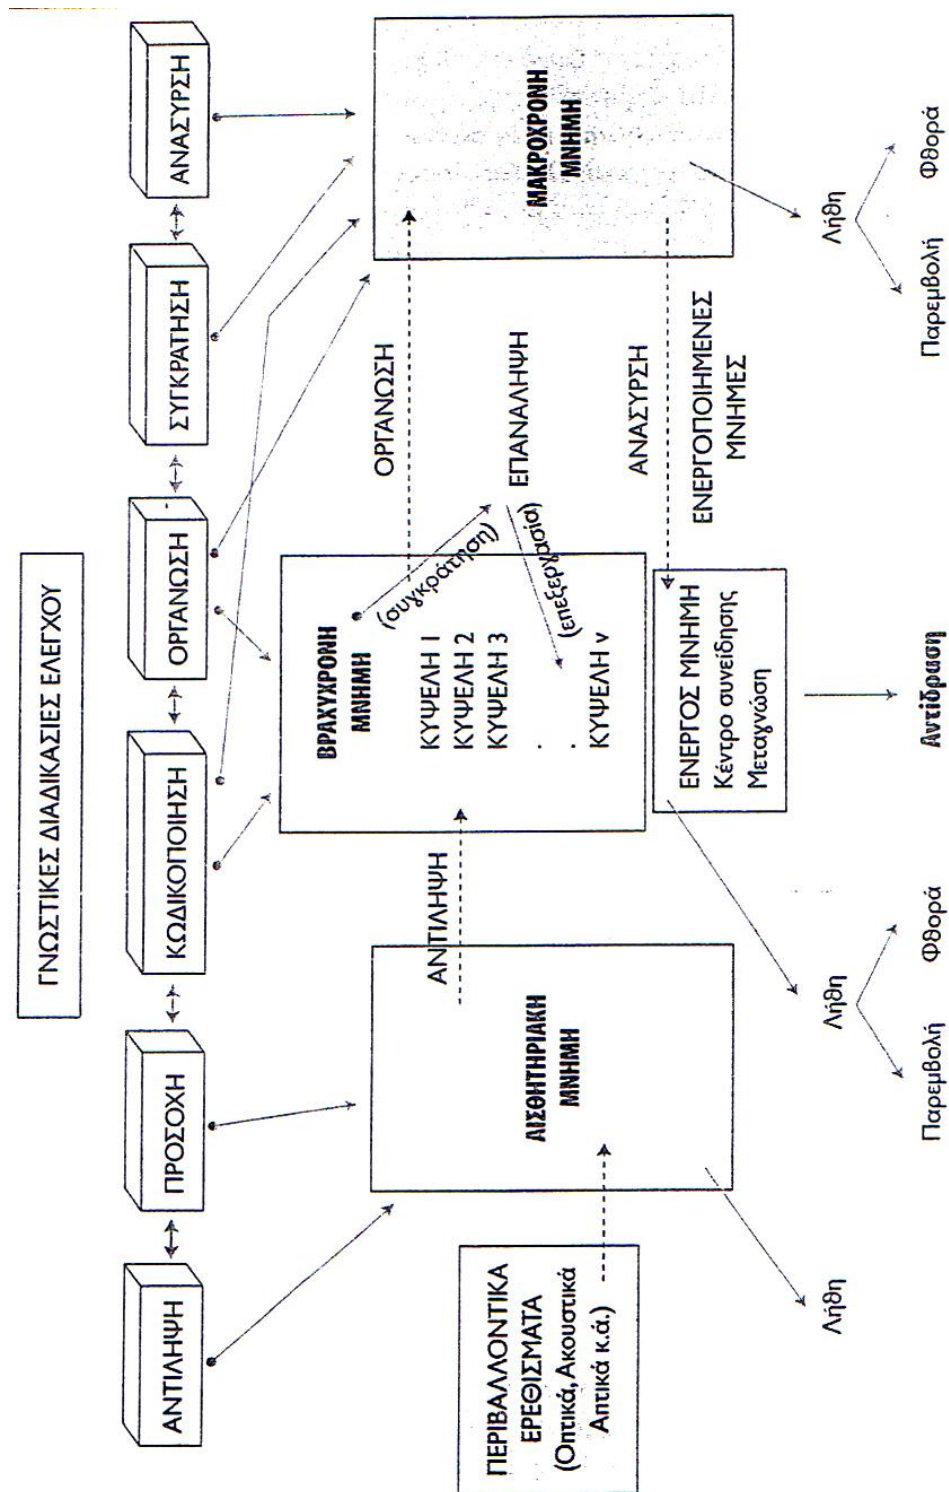 ΓΝΩΣΤΙΚΕΣ ΔΙΑΔΙΚΑΣΙΕΣ ΕΛΕΓΧΟΥ
ΑΝΤΙΛΗΨΗ
ΠΡΟΣΟΧΗ
ΚΩΔΙΚΟΠΟΙΗΣΗ
ΟΡΓΑΝΩΣΗ
ΣΥΓΚΡΑΤΗΣΗ
ΑΝΑΣΥΡΣΗ
ΠΕΡΙΒΑΛΛΟΝΤΙΚΑ
ΕΡΕΘΙΣΜΑΤΑ
(Οπτικά, Ακουστικά
Απτικά κ.ά.)
ΑΙΣΘΗΤΗΡΙΑΚΗ
ΜΝΗΜΗ
ΑΝΤΙΛΗΨΗ
ΒΡΑΧΥΧΡΟΝΗ
ΜΝΗΜΗ
ΚΥΨΕΛΗ 1
ΚΥΨΕΛΗ 2
ΚΥΨΕΛΗ 3
.
.
ΚΥΨΕΛΗ ν
(συγκράτηση)
ΕΠΑΝΑΛΗΨΗ
(επεξεργασία)
ΟΡΓΑΝΩΣΗ
ΜΑΚΡΟΧΡΟΝΗ
ΜΝΗΜΗ
ΑΝΑΣΥΡΣΗ
ΕΝΕΡΓΟΠΟΙΗΜΕΝΕΣ
ΜΝΗΜΕΣ
ΕΝΕΡΓΟΣ ΜΝΗΜΗ
Κέντρο συνείδησης
Μεταγνώση
Λήθη
Λήθη
Παρεμβολή Φθορά
Αντίδραση
Λήθη
Παρεμβολή Φθορά